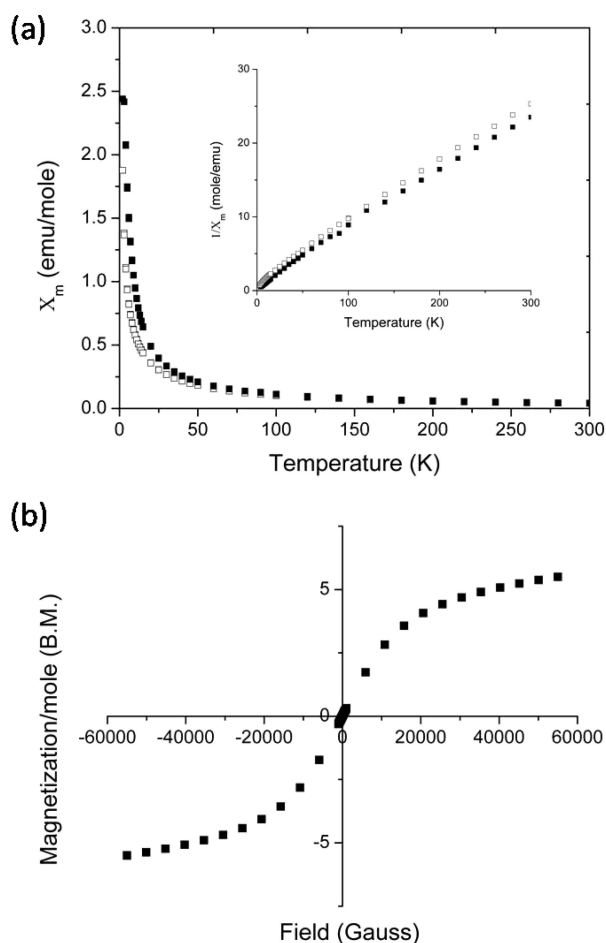 (a)
3.0
2.5
2.0
1.5
1.0
0.5
0.0
0 50 100 150 200 250 300
Χm (emu/mole)
Temperature (K)
30
20
10
0
0 100 200 300
1/Χm (mole/emu)
Temperature (K)
(b)
Magnetization/mole (B.M.)
5
0
-5
-60000 -40000 -20000 0 20000 40000 60000
Field (Gauss)